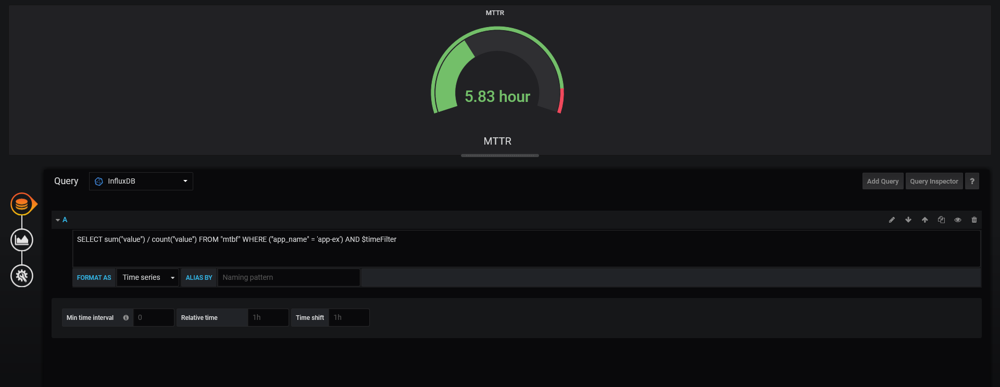 MTTR
5.83 hour
MTTR
Query InfluxDB Add Query Query Inspector ?
A
SELECT sum("value") / count("value") FROM "mtbf" WHERE ("app_name" = 'app-ex') AND $timeFilter
FORMAT AS Time series ALIAS BY Naming pattern
Min time interval 0 Relative time 1h Time shift 1h